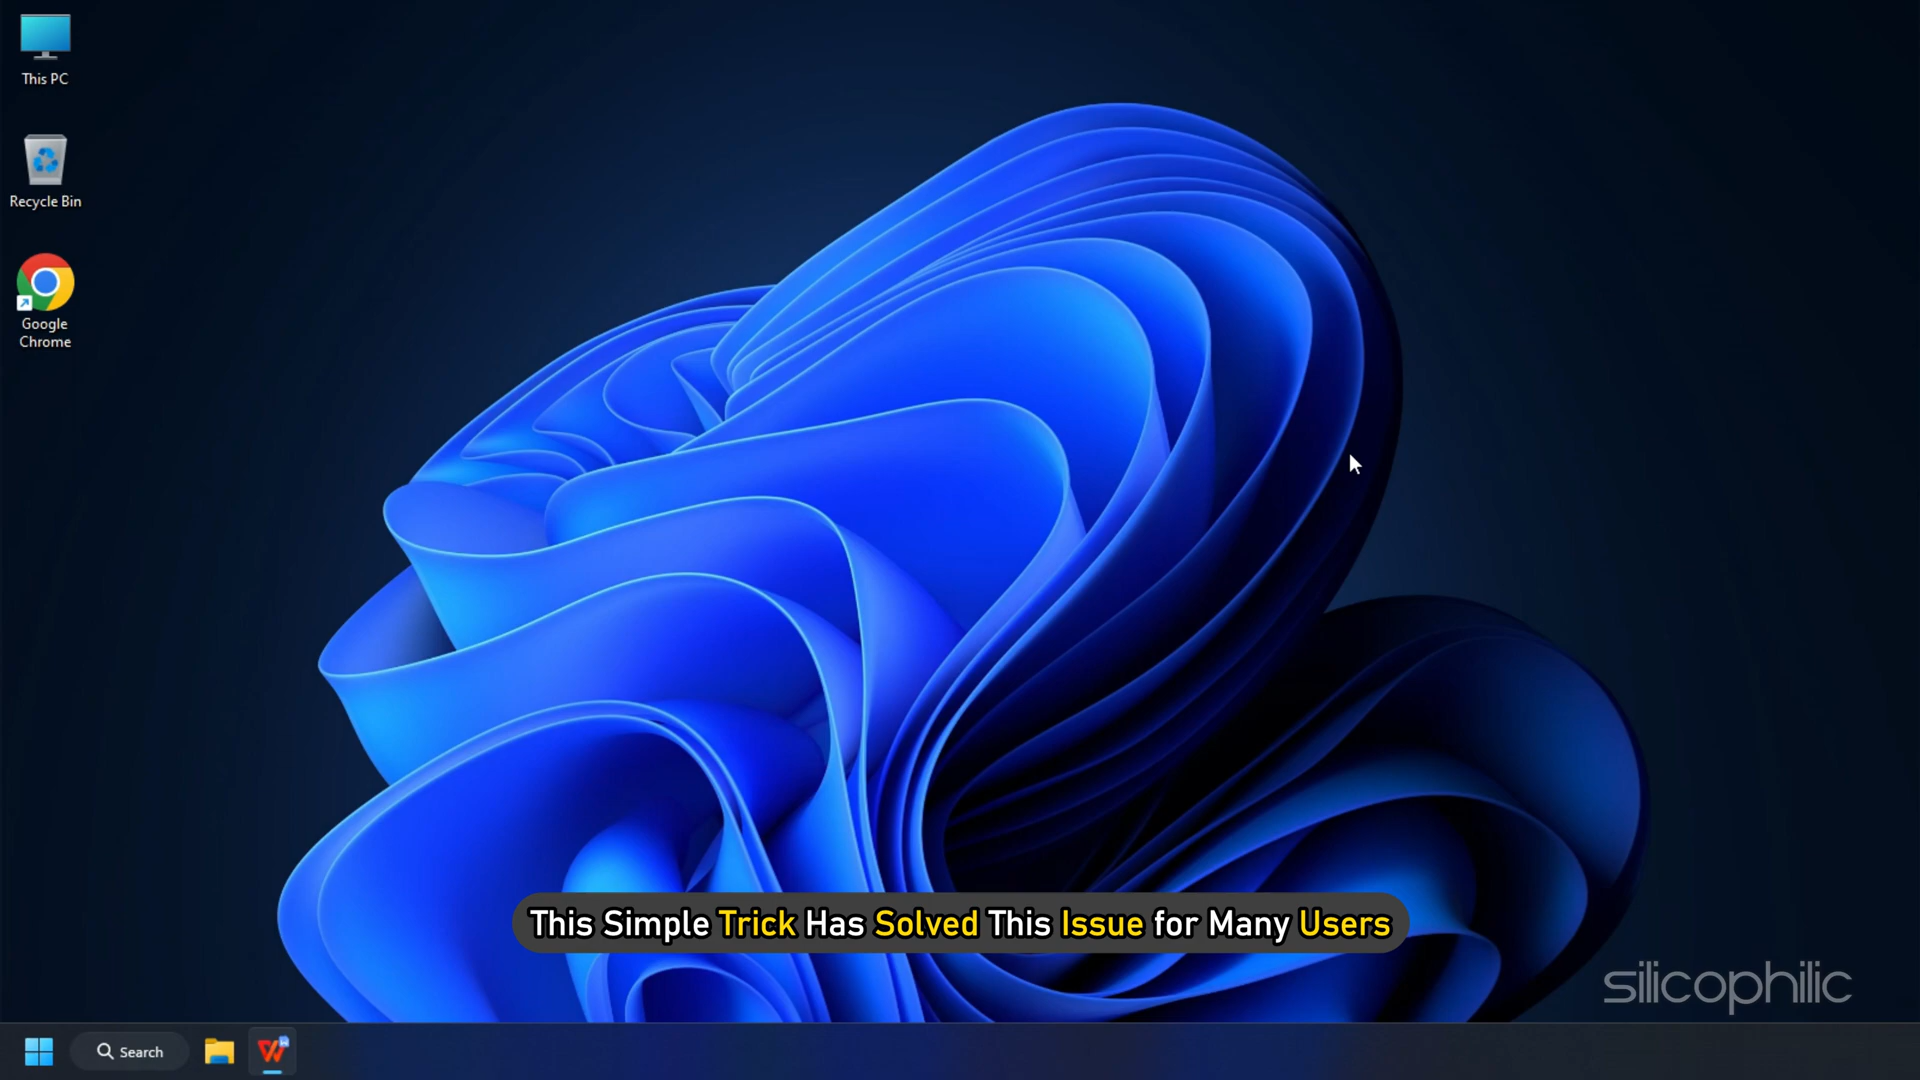 This PC
Recycle Bin
Google
Chrome
This Simple Trick Has Solved This Issue for Many Users
silicophilic
Search